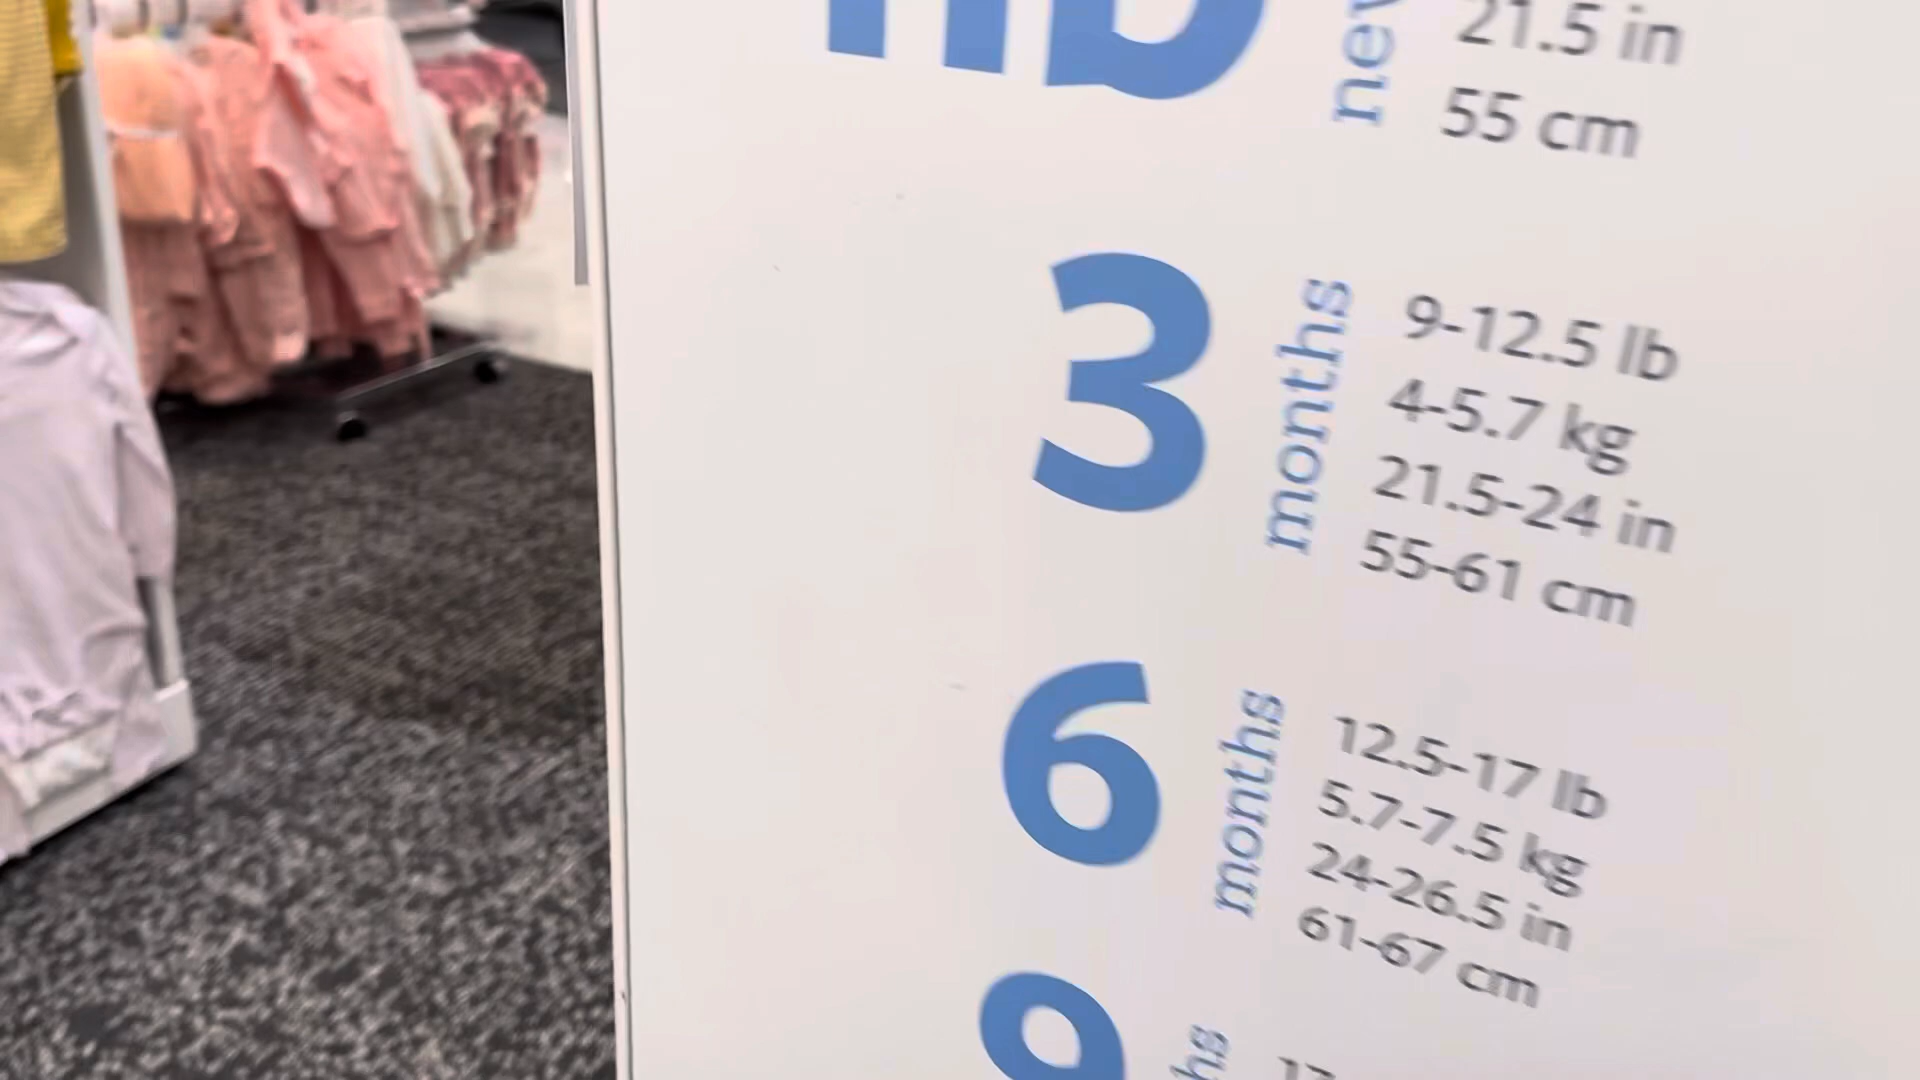 nb
21.5 in
55 cm
3
months
9-12.5 lb
4-5.7 kg
21.5-24 in
55-61 cm
6
months
12.5-17 lb
5.7-7.5 kg
24-26.5 in
61-67 cm
9